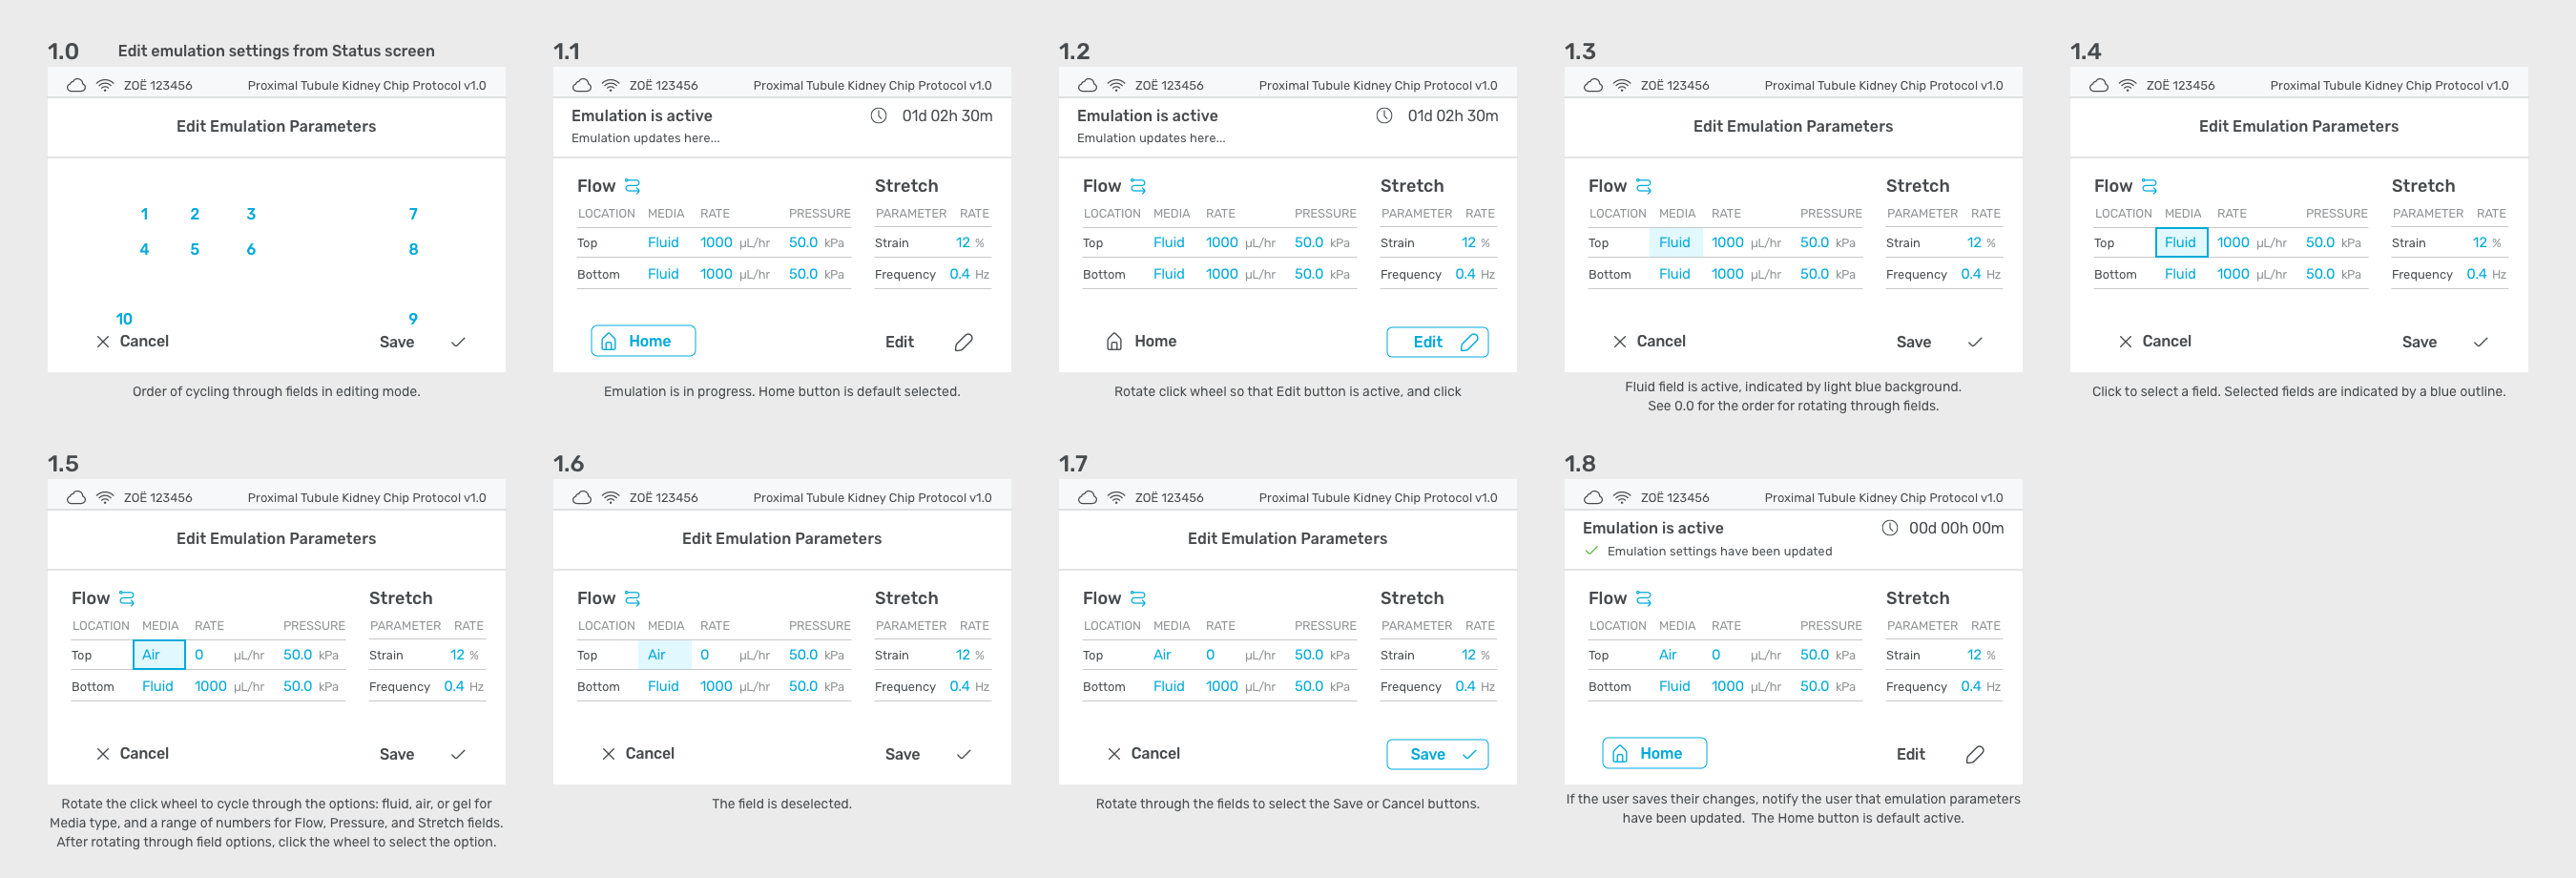 1.0 Edit emulation settings from Status screen
ZOË 123456 Proximal Tubule Kidney Chip Protocol v1.0
Edit Emulation Parameters
1 2 3 7
4 5 6 8
10 9
Cancel Save
Order of cycling through fields in editing mode.
1.1
ZOË 123456 Proximal Tubule Kidney Chip Protocol v1.0
Emulation is active 01d 02h 30m
Emulation updates here...
Flow Stretch
LOCATION MEDIA RATE PRESSURE PARAMETER RATE
Top Fluid 1000 µL/hr 50.0 kPa Strain 12 %
Bottom Fluid 1000 µL/hr 50.0 kPa Frequency 0.4 Hz
Home Edit
Emulation is in progress. Home button is default selected.
1.2
ZOË 123456 Proximal Tubule Kidney Chip Protocol v1.0
Emulation is active 01d 02h 30m
Emulation updates here...
Flow Stretch
LOCATION MEDIA RATE PRESSURE PARAMETER RATE
Top Fluid 1000 µL/hr 50.0 kPa Strain 12 %
Bottom Fluid 1000 µL/hr 50.0 kPa Frequency 0.4 Hz
Home Edit
Rotate click wheel so that Edit button is active, and click
1.3
ZOË 123456 Proximal Tubule Kidney Chip Protocol v1.0
Edit Emulation Parameters
Flow Stretch
LOCATION MEDIA RATE PRESSURE PARAMETER RATE
Top Fluid 1000 µL/hr 50.0 kPa Strain 12 %
Bottom Fluid 1000 µL/hr 50.0 kPa Frequency 0.4 Hz
Cancel Save
Fluid field is active, indicated by light blue background.
See 0.0 for the order for rotating through fields.
1.4
ZOË 123456 Proximal Tubule Kidney Chip Protocol v1.0
Edit Emulation Parameters
Flow Stretch
LOCATION MEDIA RATE PRESSURE PARAMETER RATE
Top Fluid 1000 µL/hr 50.0 kPa Strain 12 %
Bottom Fluid 1000 µL/hr 50.0 kPa Frequency 0.4 Hz
Cancel Save
Click to select a field. Selected fields are indicated by a blue outline.
1.5
ZOË 123456 Proximal Tubule Kidney Chip Protocol v1.0
Edit Emulation Parameters
Flow Stretch
LOCATION MEDIA RATE PRESSURE PARAMETER RATE
Top Air 0 µL/hr 50.0 kPa Strain 12 %
Bottom Fluid 1000 µL/hr 50.0 kPa Frequency 0.4 Hz
Cancel Save
Rotate the click wheel to cycle through the options: fluid, air, or gel for
Media type, and a range of numbers for Flow, Pressure, and Stretch fields.
After rotating through field options, click the wheel to select the option.
1.6
ZOË 123456 Proximal Tubule Kidney Chip Protocol v1.0
Edit Emulation Parameters
Flow Stretch
LOCATION MEDIA RATE PRESSURE PARAMETER RATE
Top Air 0 µL/hr 50.0 kPa Strain 12 %
Bottom Fluid 1000 µL/hr 50.0 kPa Frequency 0.4 Hz
Cancel Save
The field is deselected.
1.7
ZOË 123456 Proximal Tubule Kidney Chip Protocol v1.0
Edit Emulation Parameters
Flow Stretch
LOCATION MEDIA RATE PRESSURE PARAMETER RATE
Top Air 0 µL/hr 50.0 kPa Strain 12 %
Bottom Fluid 1000 µL/hr 50.0 kPa Frequency 0.4 Hz
Cancel Save
Rotate through the fields to select the Save or Cancel buttons.
1.8
ZOË 123456 Proximal Tubule Kidney Chip Protocol v1.0
Emulation is active 00d 00h 00m
Emulation settings have been updated
Flow Stretch
LOCATION MEDIA RATE PRESSURE PARAMETER RATE
Top Air 0 µL/hr 50.0 kPa Strain 12 %
Bottom Fluid 1000 µL/hr 50.0 kPa Frequency 0.4 Hz
Home Edit
If the user saves their changes, notify the user that emulation parameters
have been updated. The Home button is default active.